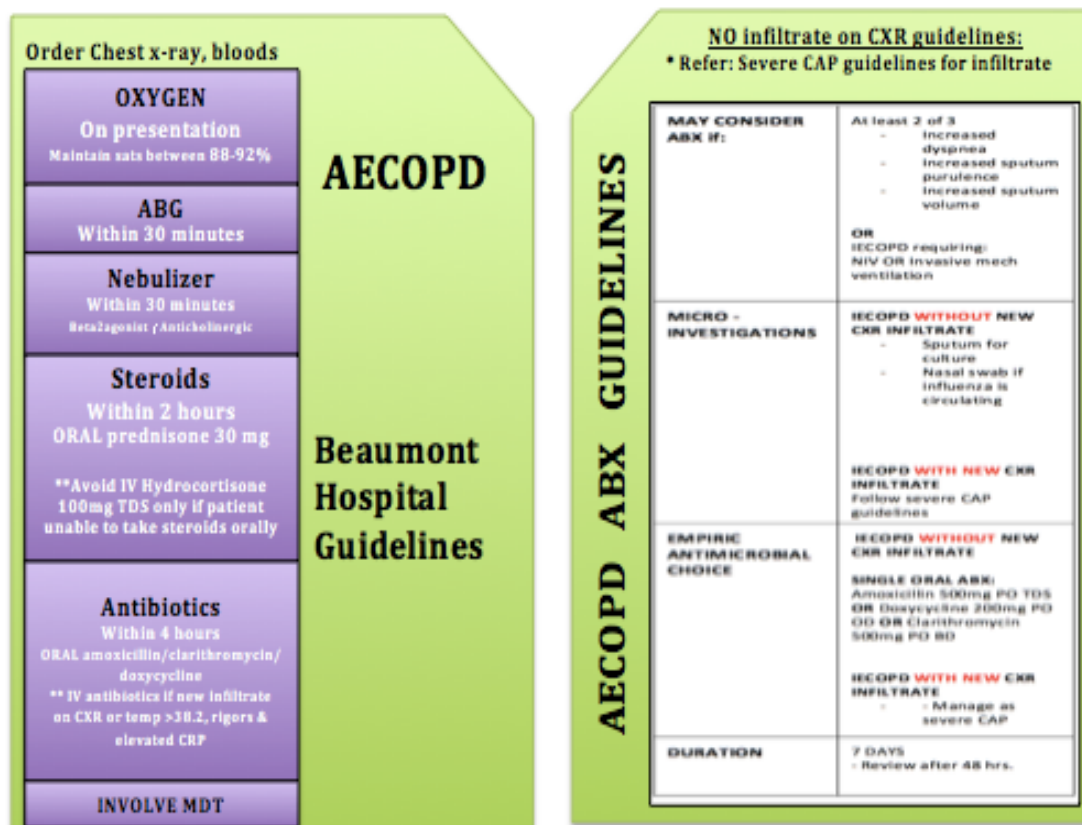 Order Chest x-ray, bloods
OXYGEN
On presentation
Maintain sats between 88-92%
ABG
Within 30 minutes
Nebulizer
Within 30 minutes
Beta2agonist / Anticholinergic
Steroids
Within 2 hours
ORAL prednisone 30 mg
**Avoid IV Hydrocortisone
100mg TDS only if patient
unable to take steroids orally
Antibiotics
Within 4 hours
ORAL amoxicillin/clarithromycin/
doxycycline
** IV antibiotics if new infiltrate
on CXR or temp >38.2, rigors &
elevated CRP
INVOLVE MDT
AECOPD
Beaumont
Hospital
Guidelines
AECOPD ABX GUIDELINES
NO infiltrate on CXR guidelines:
* Refer: Severe CAP guidelines for infiltrate
MAY CONSIDER
ABX if:
At least 2 of 3
- Increased
dyspnea
- Increased sputum
purulence
- Increased sputum
volume
OR
IECOPD requiring:
NIV OR Invasive mech
ventilation
MICRO -
INVESTIGATIONS
IECOPD WITHOUT NEW
CXR INFILTRATE
- Sputum for
culture
- Nasal swab if
influenza is
circulating
IECOPD WITH NEW CXR
INFILTRATE
Follow severe CAP
guidelines
EMPIRIC
ANTIMICROBIAL
CHOICE
IECOPD WITHOUT NEW
CXR INFILTRATE
SINGLE ORAL ABX:
Amoxicillin 500mg PO TDS
OR Doxycycline 200mg PO
OD OR Clarithromycin
500mg PO BD
IECOPD WITH NEW CXR
INFILTRATE
- - Manage as
severe CAP
DURATION
7 DAYS
- Review after 48 hrs.